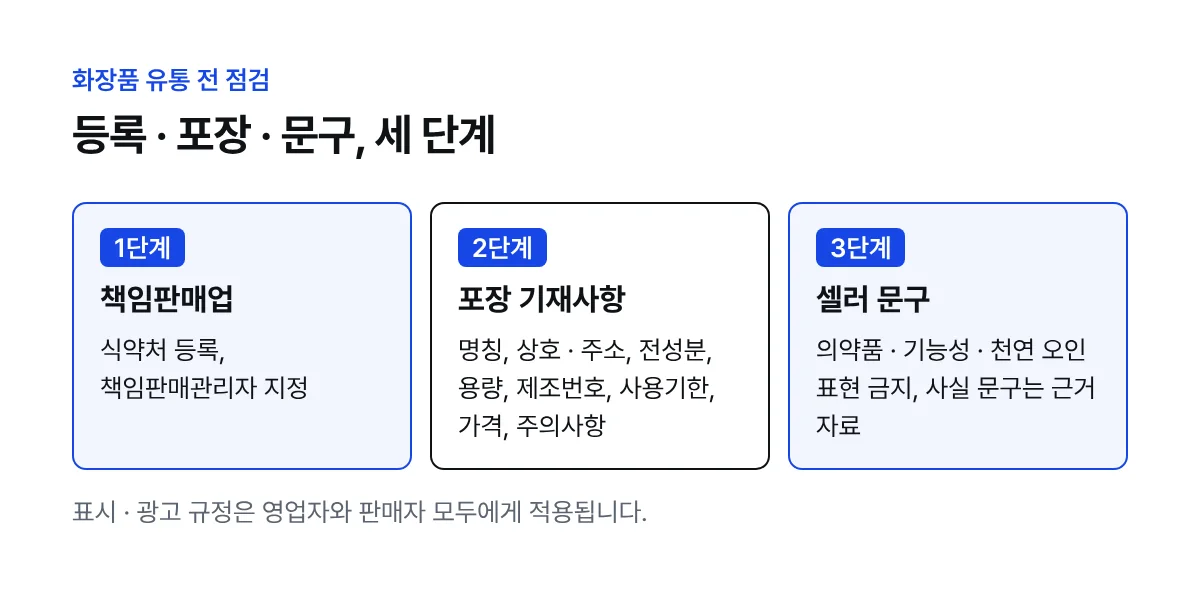 화장품 유통 전 점검
등록 · 포장 · 문구, 세 단계
1단계
책임판매업
식약처 등록,
책임판매관리자 지정
2단계
포장 기재사항
명칭, 상호 · 주소, 전성분,
용량, 제조번호, 사용기한,
가격, 주의사항
3단계
셀러 문구
의약품 · 기능성 · 천연 오인
표현 금지, 사실 문구는 근거
자료
표시 · 광고 규정은 영업자와 판매자 모두에게 적용됩니다.